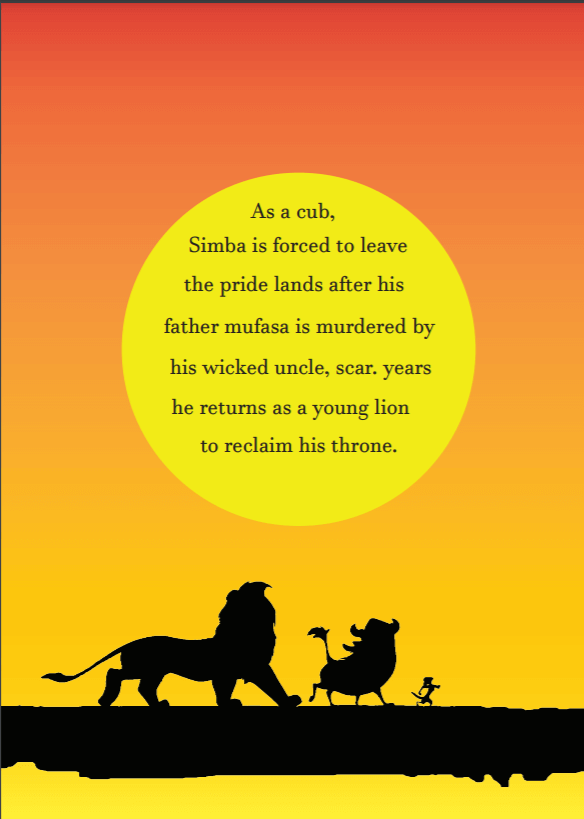 As a cub,
Simba is forced to leave
the pride lands after his
father mufasa is murdered by
his wicked uncle, scar. years
he returns as a young lion
to reclaim his throne.